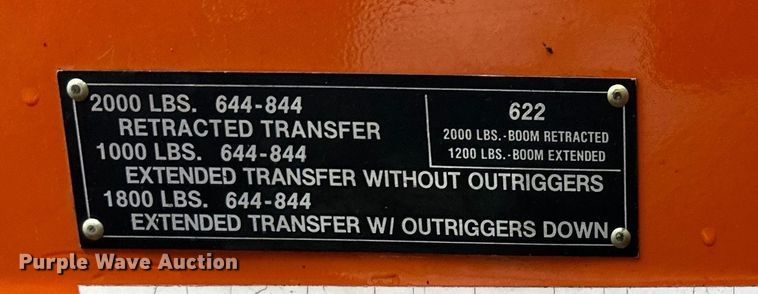 2000 LBS. 644-844
RETRACTED TRANSFER
1000 LBS. 644-844
EXTENDED TRANSFER WITHOUT OUTRIGGERS
1800 LBS. 644-844
EXTENDED TRANSFER W/ OUTRIGGERS DOWN
622
2000 LBS.-BOOM RETRACTED
1200 LBS.-BOOM EXTENDED
Purple Wave Auction